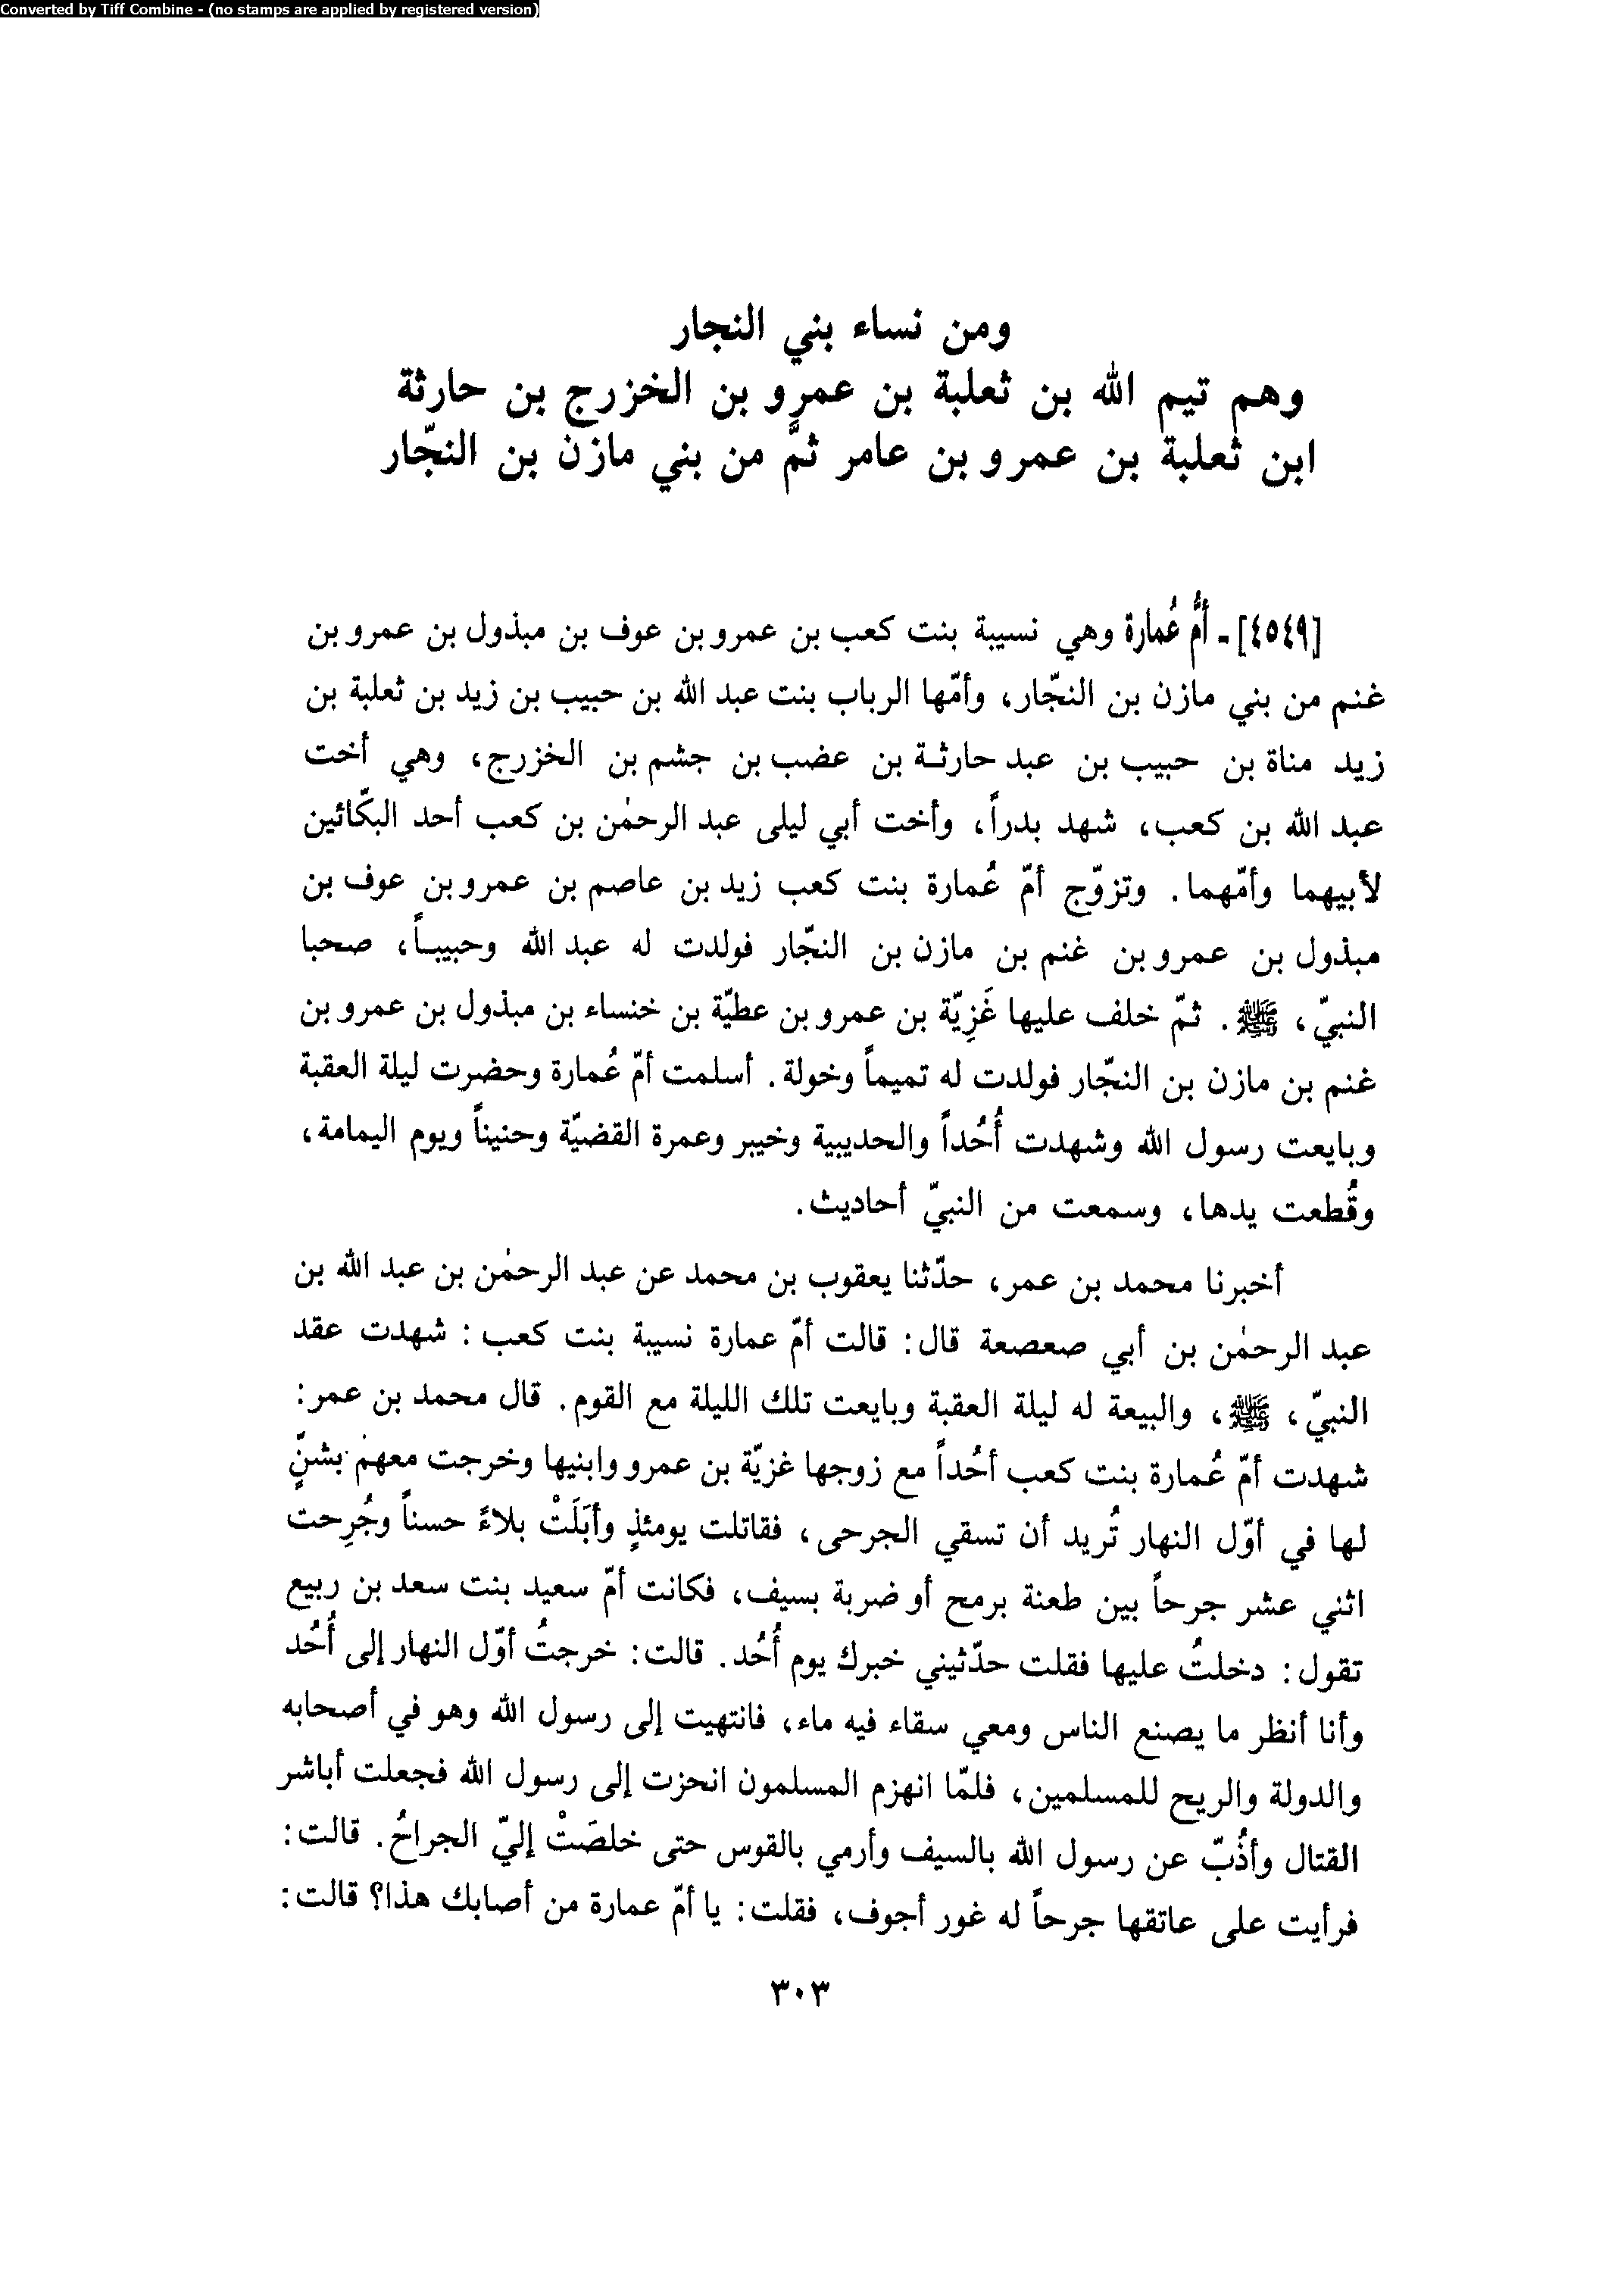 Converted by Tiff Combine - (no stamps are applied by registered version)
ومن نساء بني النجار
وهم تيم الله بن ثعلبة بن عمرو بن الخزرج بن حارثة
ابن ثعلبة بن عمرو بن عامر ثمَّ من بني مازن بن النجّار
[٤٥٤٩] - أمُّ عُمارة وهي نسيبة بنت كعب بن عمرو بن عوف بن مبذول بن عمرو بن
غنم من بني مازن بن النجّار، وأمّها الرباب بنت عبد الله بن حبيب بن زيد بن ثعلبة بن
زيد مناة بن حبيب بن عبد حارثة بن عضب بن جشم بن الخزرج، وهي أخت
عبد الله بن كعب، شهد بدراً، وأخت أبي ليلى عبد الرحمٰن بن كعب أحد البكّائين
لأبيهما وأمّهما. وتزوّج أمّ عُمارة بنت كعب زيد بن عاصم بن عمرو بن عوف بن
مبذول بن عمرو بن غنم بن مازن بن النجّار فولدت له عبد الله وحبيباً، صحبا
النبيّ، ﷺ. ثمّ خلف عليها غَزِيّة بن عمرو بن عطيّة بن خنساء بن مبذول بن عمرو بن
غنم بن مازن بن النجّار فولدت له تميماً وخولة. أسلمت أمّ عُمارة وحضرت ليلة العقبة
وبايعت رسول الله وشهدت أُحُداً والحديبية وخيبر وعمرة القضيّة وحنيناً ويوم اليمامة،
وقُطعت يدها، وسمعت من النبيّ أحاديث.
أخبرنا محمد بن عمر، حدّثنا يعقوب بن محمد عن عبد الرحمٰن بن عبد الله بن
عبد الرحمٰن بن أبي صعصعة قال: قالت أمّ عمارة نسيبة بنت كعب: شهدت عقد
النبيّ، ﷺ، والبيعة له ليلة العقبة وبايعت تلك الليلة مع القوم. قال محمد بن عمر:
شهدت أمّ عُمارة بنت كعب أحُداً مع زوجها غزيّة بن عمرو وابنيها وخرجت معهم بشنٍّ
لها في أوّل النهار تُريد أن تسقي الجرحى، فقاتلت يومئذٍ وأبَلَتْ بلاءً حسناً وجُرِحت
اثني عشر جرحاً بين طعنة برمح أو ضربة بسيف، فكانت أمّ سعيد بنت سعد بن ربيع
تقول: دخلتُ عليها فقلت حدّثيني خبرك يوم أُحُد. قالت: خرجتُ أوّل النهار إلى أُحُد
وأنا أنظر ما يصنع الناس ومعي سقاء فيه ماء، فانتهيت إلى رسول الله وهو في أصحابه
والدولة والريح للمسلمين، فلمّا انهزم المسلمون انحزت إلى رسول الله فجعلت أباشر
القتال وأذُبّ عن رسول الله بالسيف وأرمي بالقوس حتى خلصَتْ إليّ الجراحُ. قالت:
فرأيت على عاتقها جرحاً له غور أجوف، فقلت: يا أمّ عمارة من أصابك هذا؟ قالت:
٣٠٣